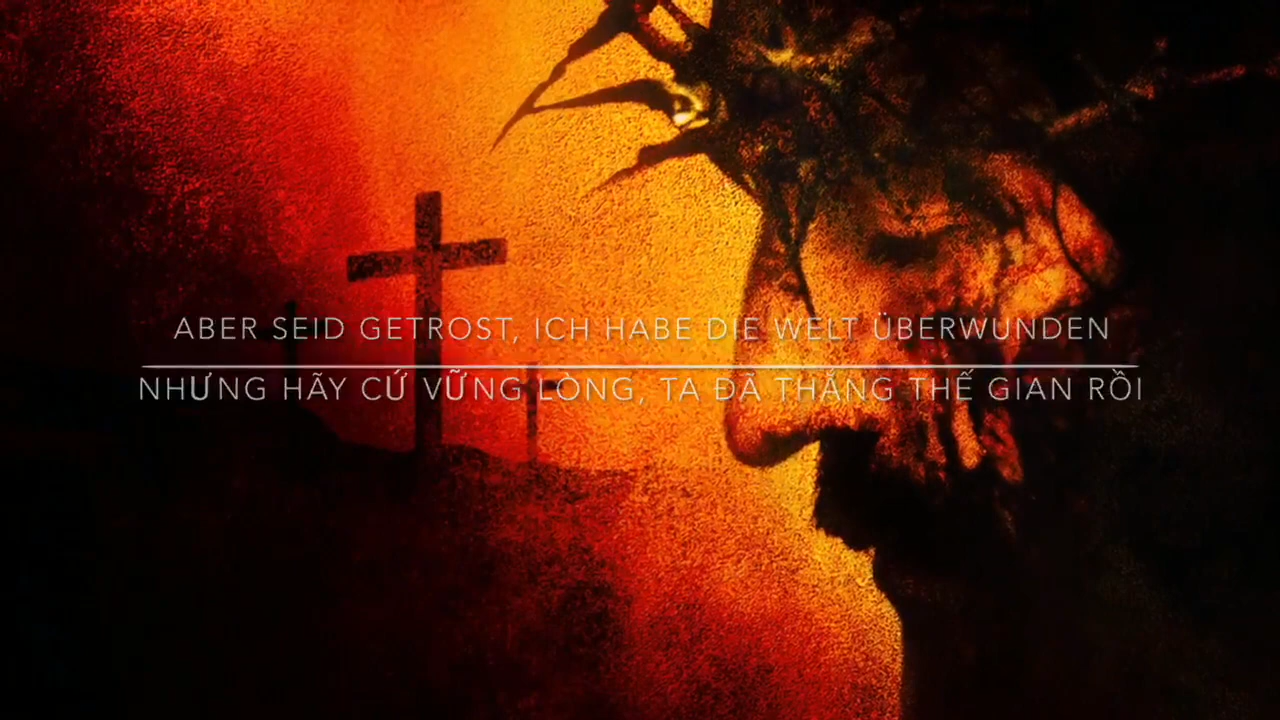 ABER SEID GETROST, ICH HABE DIE WELT ÜBERWUNDEN
NHƯNG HÃY CỨ VỮNG LÒNG, TA ĐÃ THẮNG THẾ GIAN RỒI